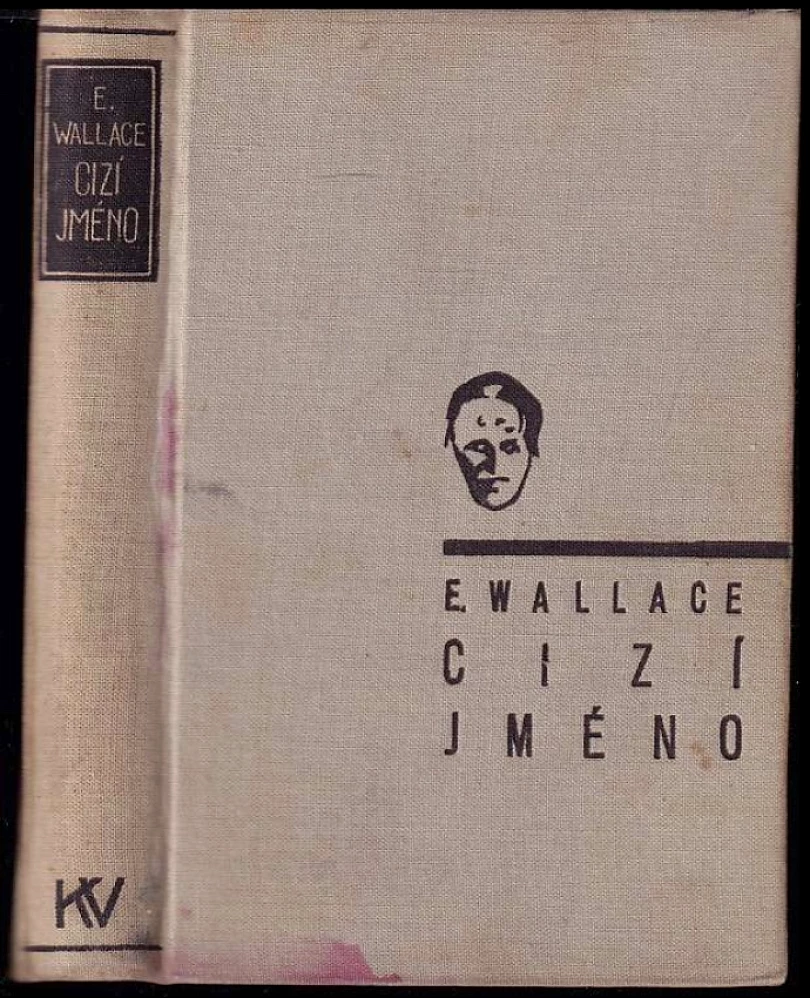 E.
WALLACE
CIZÍ
JMÉNO
KV
E. WALLACE
CIZÍ
JMÉNO